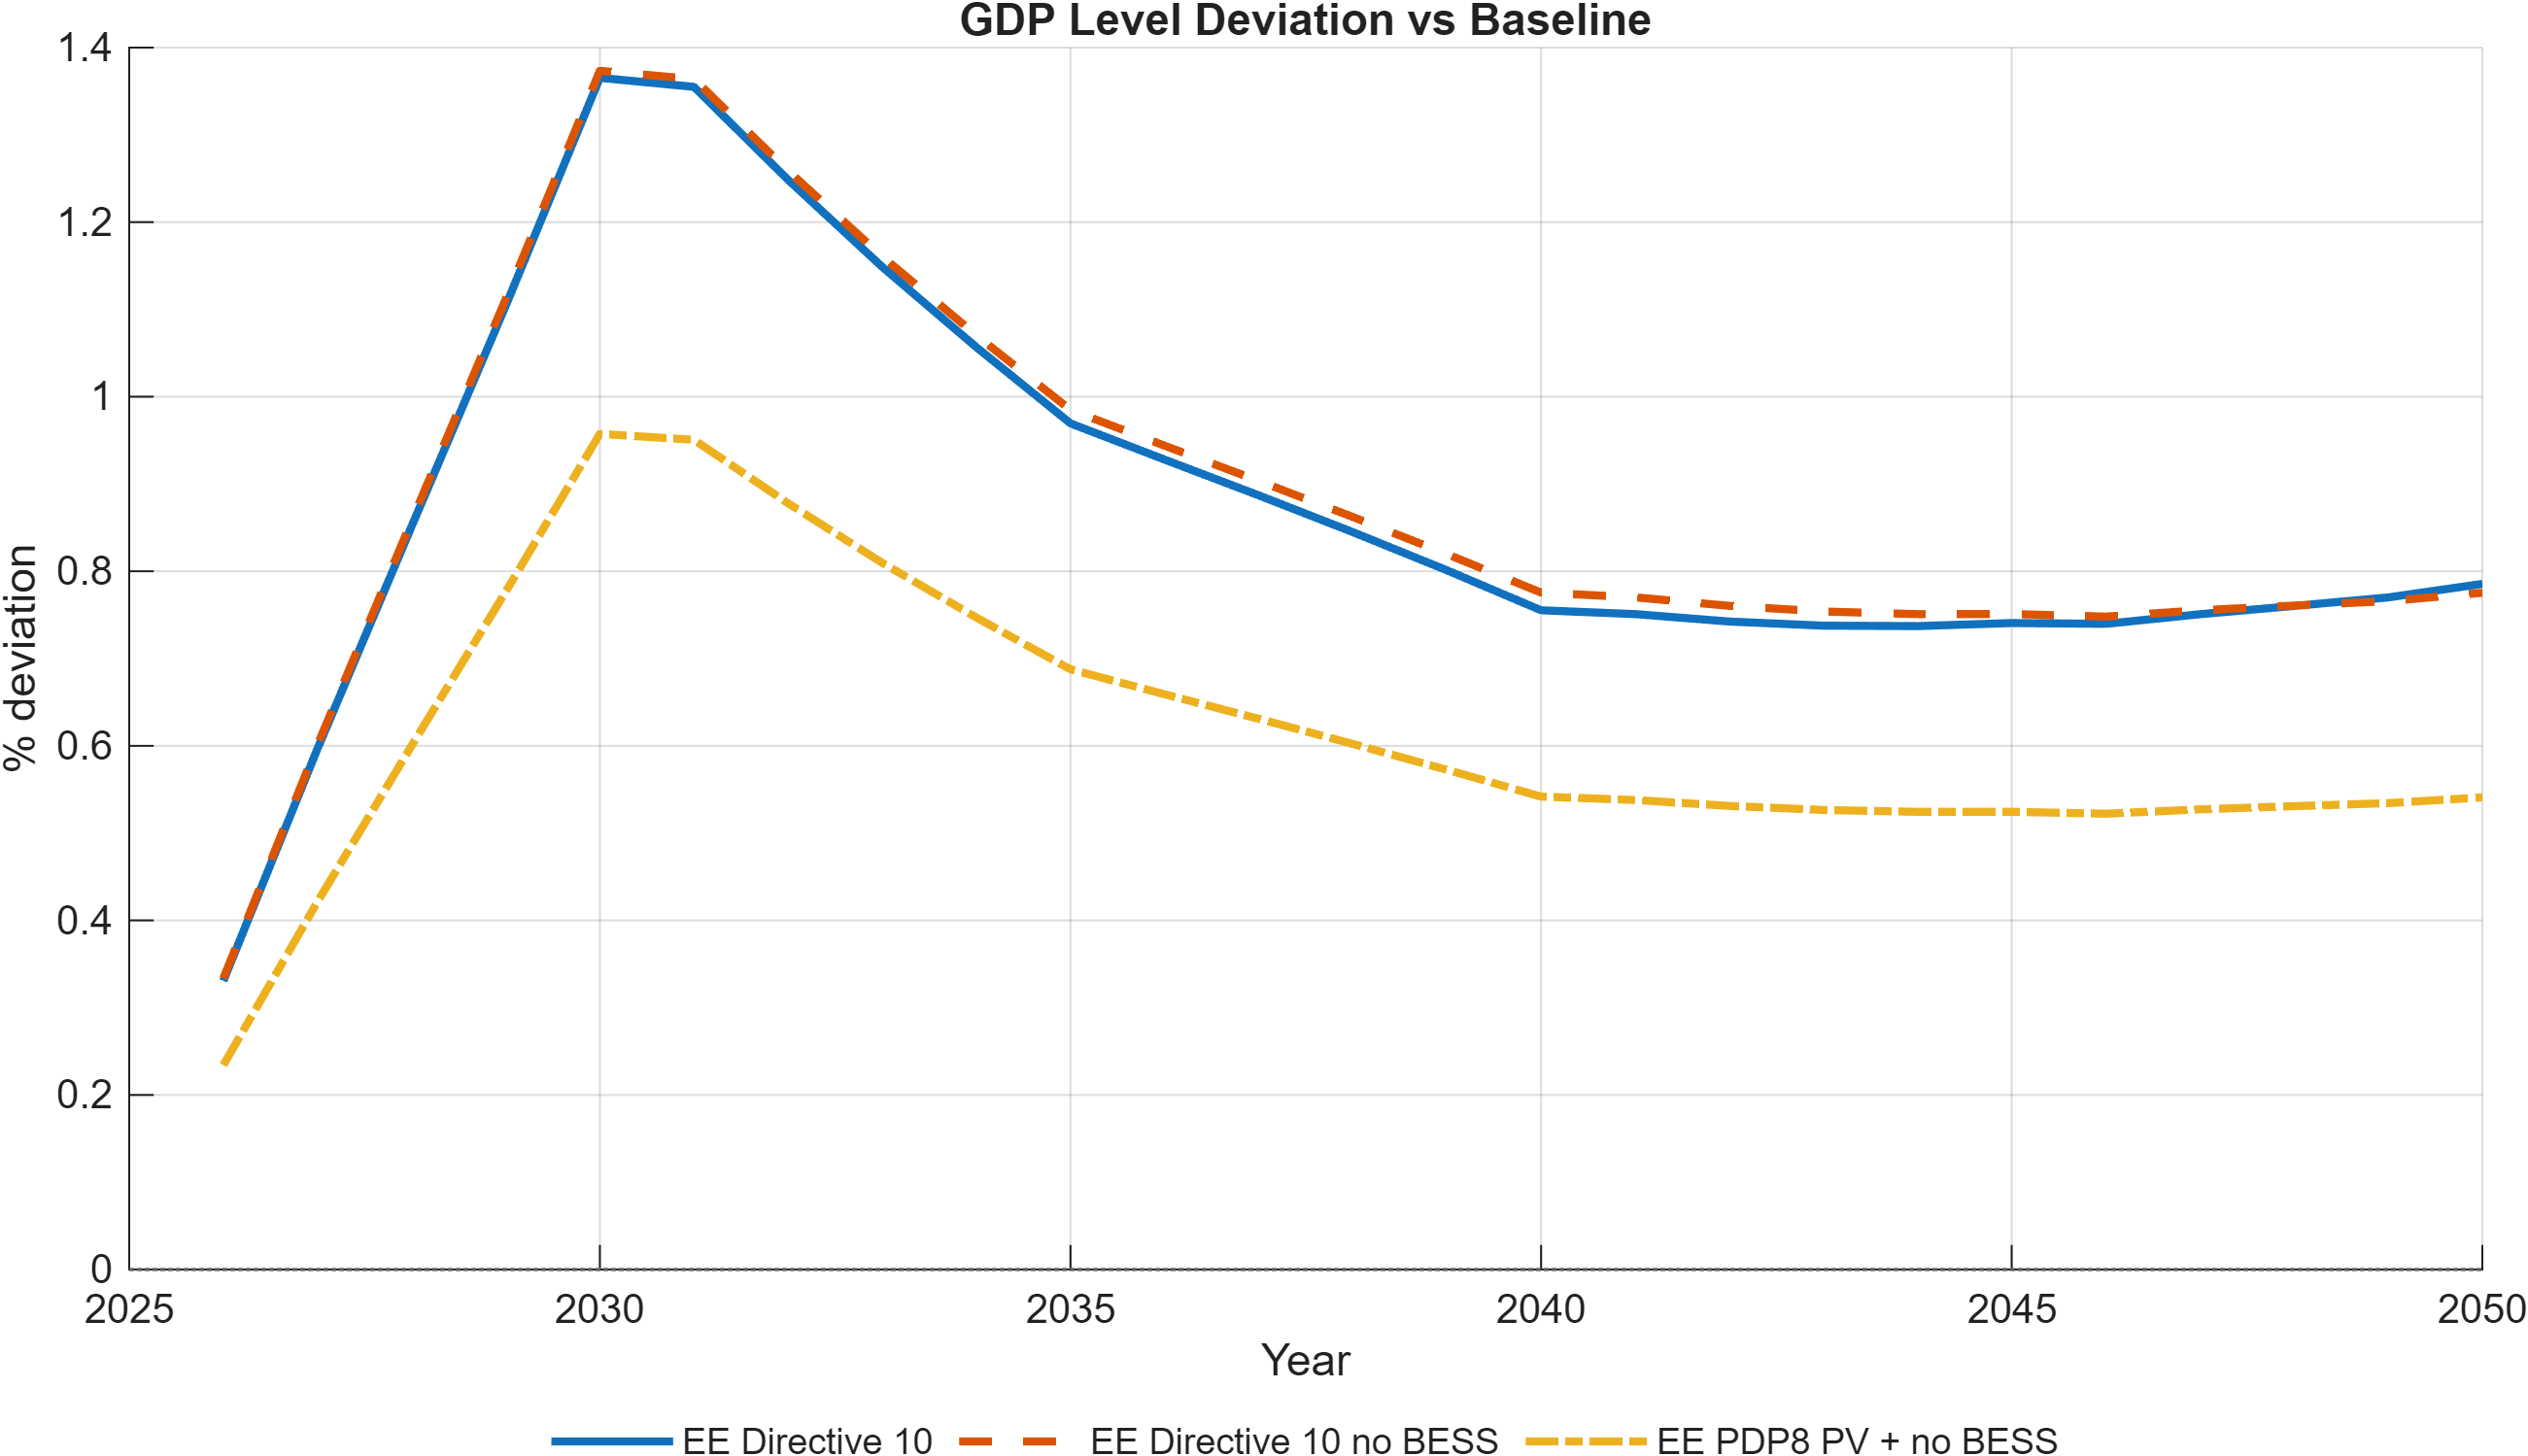 GDP Level Deviation vs Baseline
1.4
1.2
1
0.8
0.6
0.4
0.2
0
% deviation
2025 2030 2035 2040 2045 2050
Year
EE Directive 10 EE Directive 10 no BESS EE PDP8 PV + no BESS